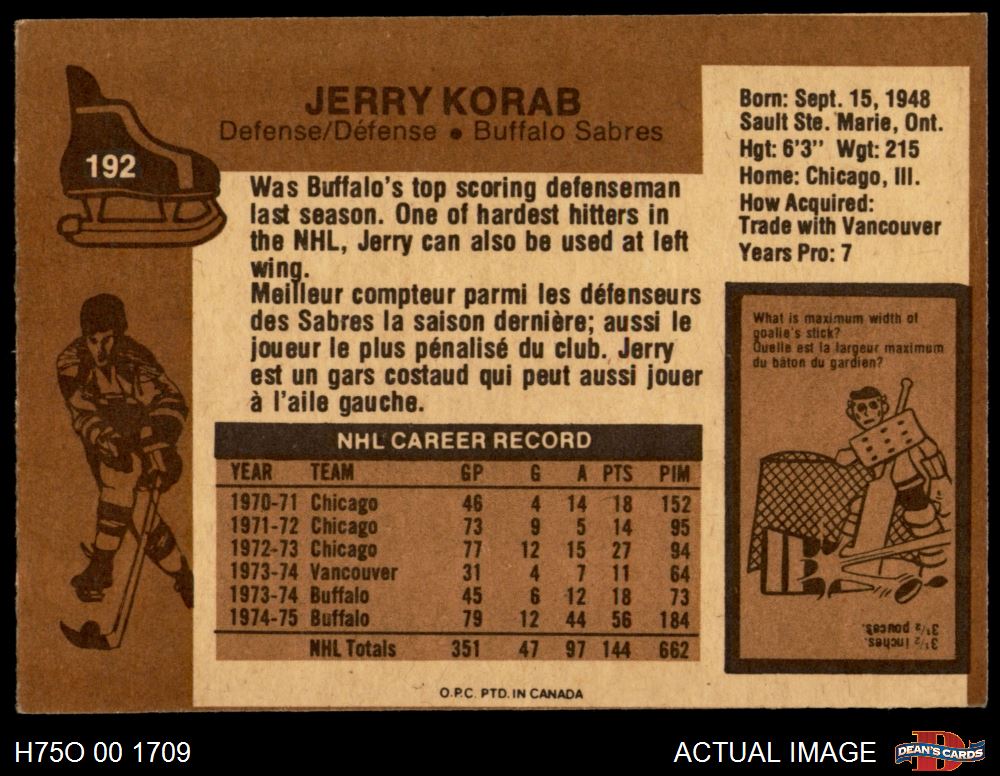 JERRY KORAB
Defense/Défense • Buffalo Sabres
192
Was Buffalo's top scoring defenseman
last season. One of hardest hitters in
the NHL, Jerry can also be used at left
wing.
Meilleur compteur parmi les défenseurs
des Sabres la saison dernière; aussi le
joueur le plus pénalisé du club. Jerry
est un gars costaud qui peut aussi jouer
à l'aile gauche.
Born: Sept. 15, 1948
Sault Ste. Marie, Ont.
Hgt: 6'3" Wgt: 215
Home: Chicago, Ill.
How Acquired:
Trade with Vancouver
Years Pro: 7
What is maximum width of
goalie's stick?
Quelle est la largeur maximum
du bâton du gardien?
3½ inches.
3½ pouces.
NHL CAREER RECORD
YEAR TEAM GP G A PTS PIM
1970-71 Chicago 46 4 14 18 152
1971-72 Chicago 73 9 5 14 95
1972-73 Chicago 77 12 15 27 94
1973-74 Vancouver 31 4 7 11 64
1973-74 Buffalo 45 6 12 18 73
1974-75 Buffalo 79 12 44 56 184
NHL Totals 351 47 97 144 662
O.P.C. PTD. IN CANADA
H75O 00 1709
ACTUAL IMAGE
DEAN'S CARDS